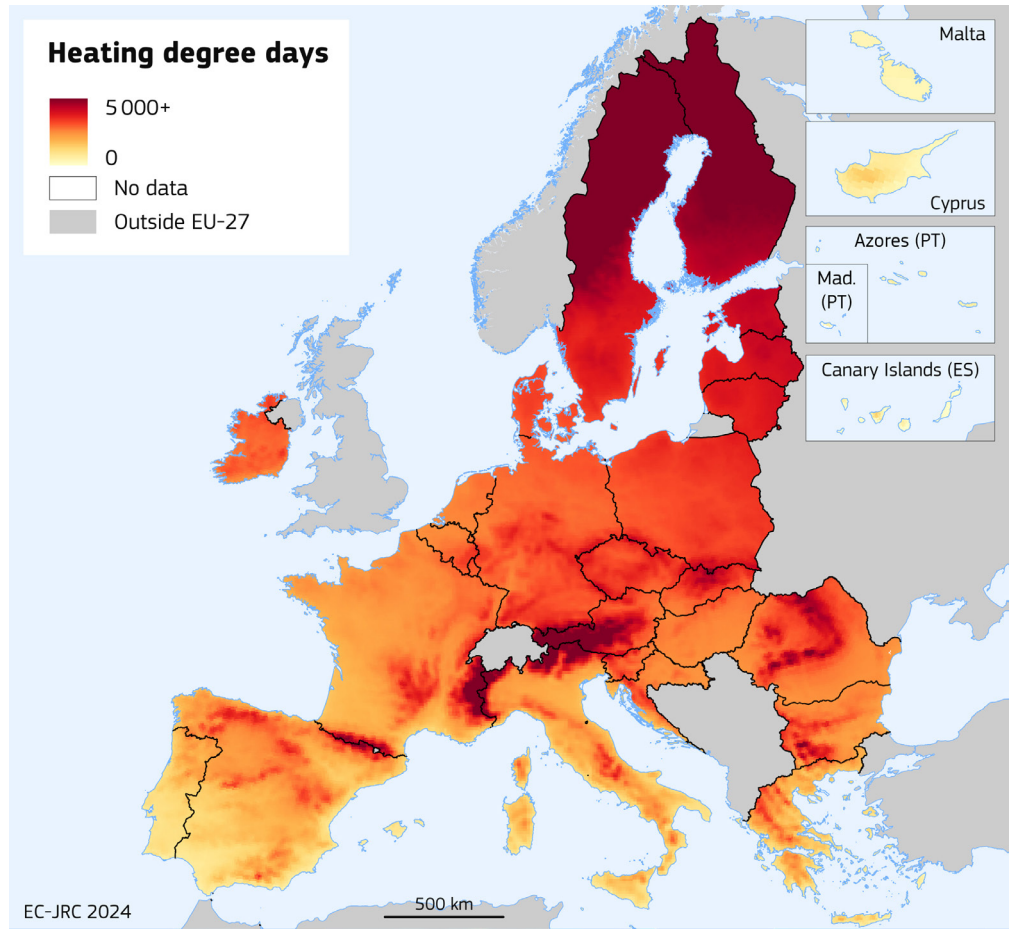 Heating degree days
5 000+
0
No data
Outside EU-27
Malta
Cyprus
Azores (PT)
Mad.
(PT)
Canary Islands (ES)
EC-JRC 2024
500 km